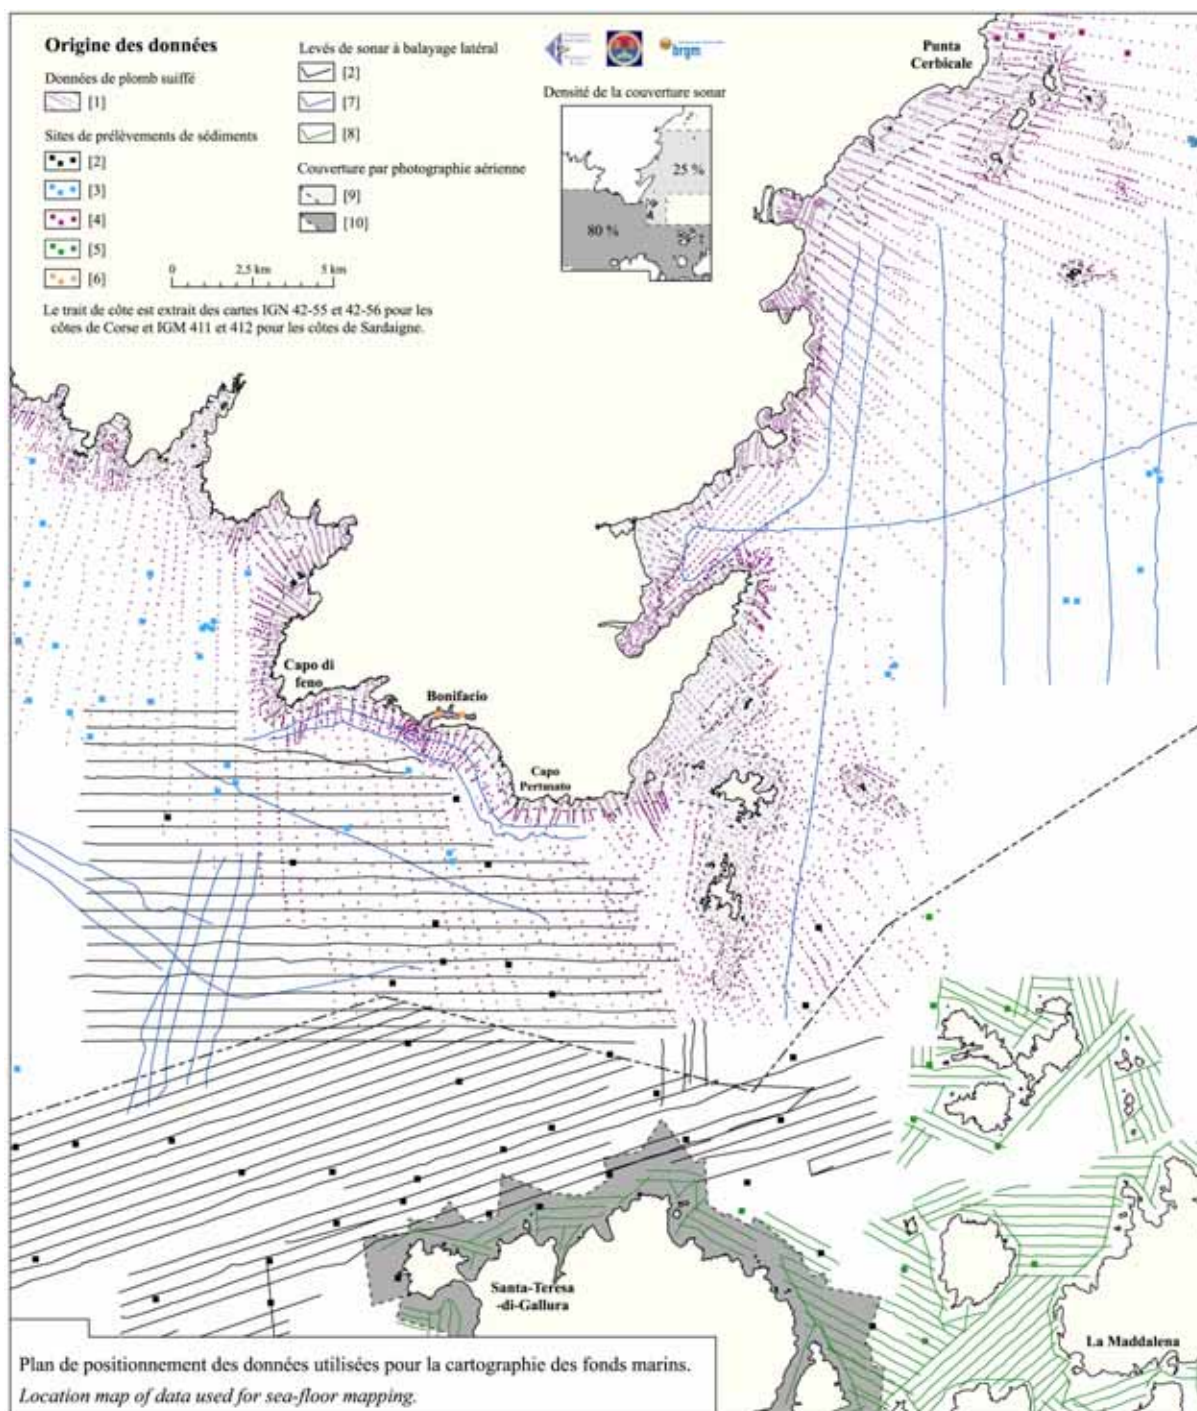 Origine des données
Données de plomb suiffé
[1]
Sites de prélèvements de sédiments
[2]
[3]
[4]
[5]
[6]
Levés de sonar à balayage latéral
[2]
[7]
[8]
Couverture par photographie aérienne
[9]
[10]
0 2,5 km 5 km
Le trait de côte est extrait des cartes IGN 42-55 et 42-56 pour les
côtes de Corse et IGM 411 et 412 pour les côtes de Sardaigne.
brgm
Densité de la couverture sonar
25 %
80 %
Punta
Cerbicale
Capo di
feno
Bonifacio
Capo
Pertusato
Santa-Teresa
-di-Gallura
La Maddalena
Plan de positionnement des données utilisées pour la cartographie des fonds marins.
Location map of data used for sea-floor mapping.